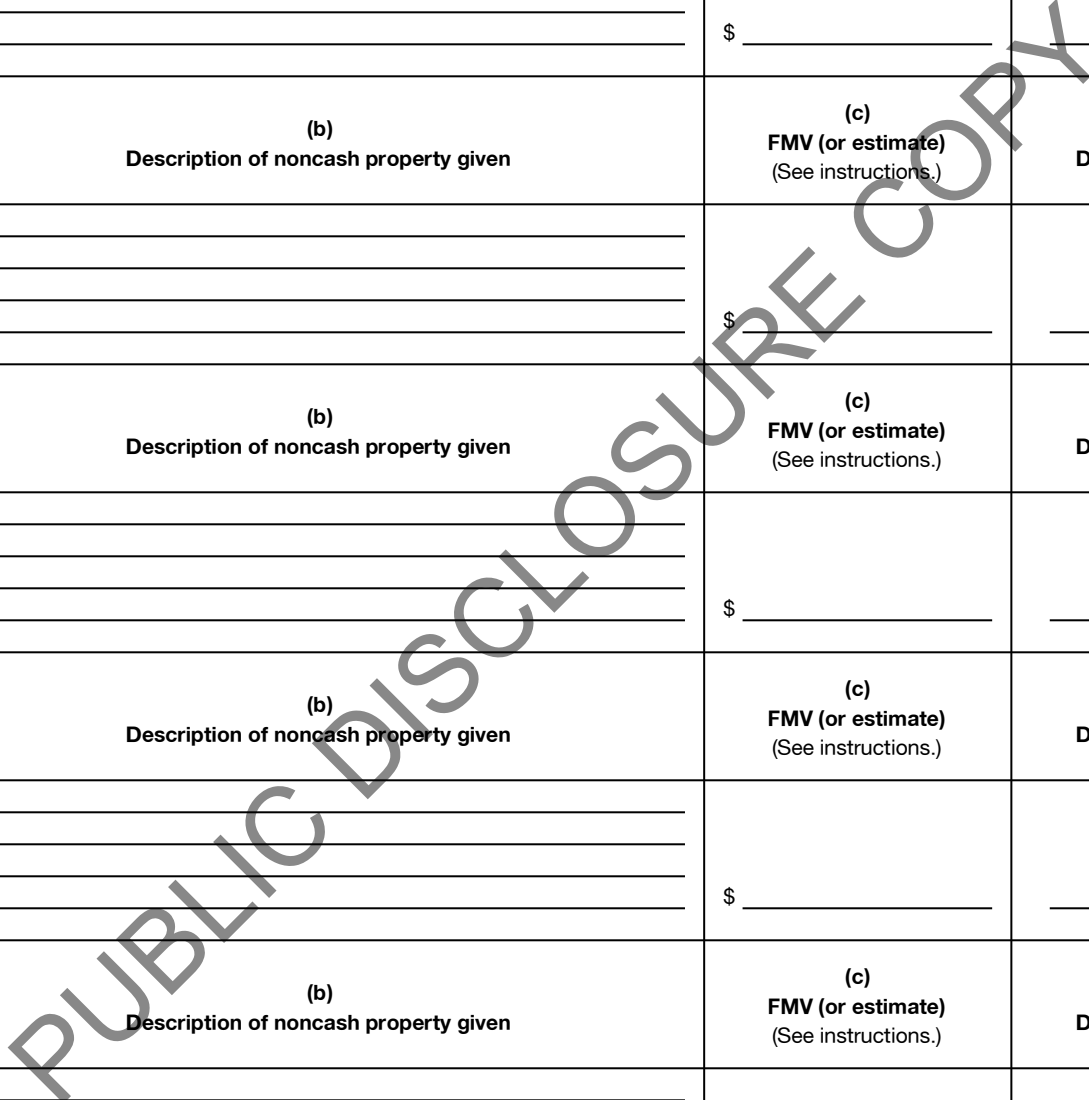 $
(b)
Description of noncash property given
(c)
FMV (or estimate)
(See instructions.)
D
$
(b)
Description of noncash property given
(c)
FMV (or estimate)
(See instructions.)
D
$
(b)
Description of noncash property given
(c)
FMV (or estimate)
(See instructions.)
D
$
(b)
Description of noncash property given
(c)
FMV (or estimate)
(See instructions.)
D
PUBLIC DISCLOSURE COPY